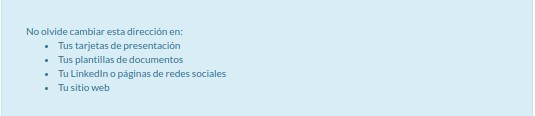 No olvide cambiar esta dirección en:
• Tus tarjetas de presentación
• Tus plantillas de documentos
• Tu LinkedIn o páginas de redes sociales
• Tu sitio web